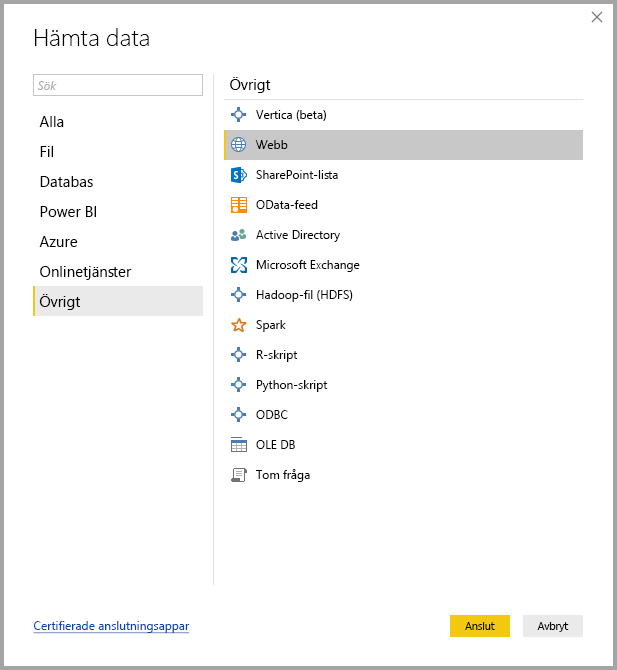 Hämta data
Sök
Alla
Fil
Databas
Power BI
Azure
Onlinetjänster
Övrigt
Övrigt
Vertica (beta)
Webb
SharePoint-lista
OData-feed
Active Directory
Microsoft Exchange
Hadoop-fil (HDFS)
Spark
R-skript
Python-skript
ODBC
OLE DB
Tom fråga
Certifierade anslutningsappar
Anslut
Avbryt